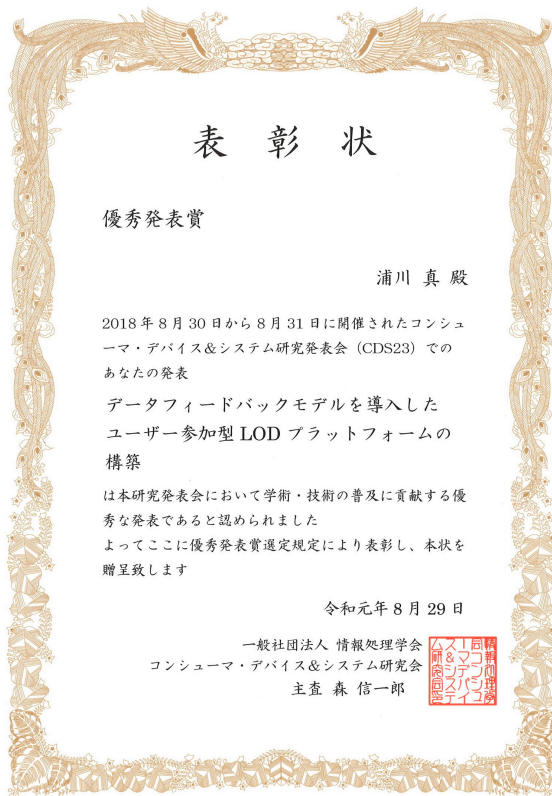 表彰状
優秀発表賞
浦川 真 殿
2018年8月30日から8月31日に開催されたコンシュ
ーマ・デバイス&システム研究発表会（CDS23）での
あなたの発表
データフィードバックモデルを導入した
ユーザー参加型 LOD プラットフォームの
構築
は本研究発表会において学術・技術の普及に貢献する優
秀な発表であると認められました
よってここに優秀発表賞選定規定により表彰し、本状を
贈呈致します
令和元年8月29日
一般社団法人 情報処理学会
コンシューマ・デバイス&システム研究会
主査 森 信一郎